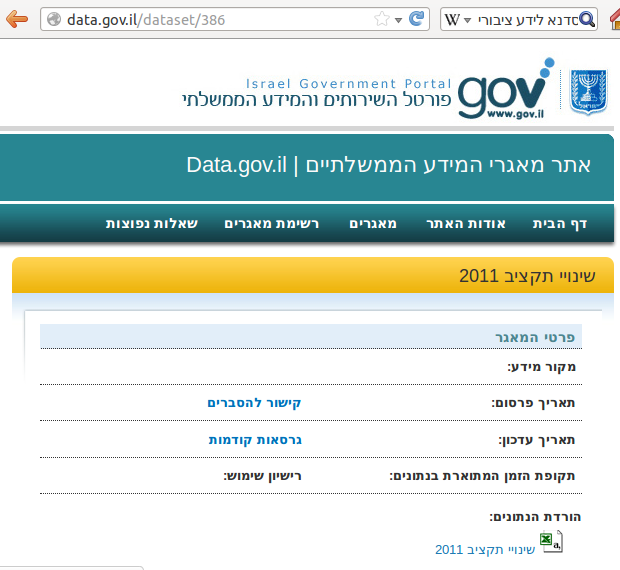 data.gov.il/dataset/386
W סדנא לידע ציבורי
Israel Government Portal
פורטל השירותים והמידע הממשלתי
gov
www.gov.il
אתר מאגרי המידע הממשלתיים | Data.gov.il
דף הבית אודות האתר מאגרים רשימת מאגרים שאלות נפוצות
שינויי תקציב 2011
פרטי המאגר
מקור מידע:
תאריך פרסום: קישור להסברים
תאריך עדכון: גרסאות קודמות
תקופת הזמן המתוארת בנתונים: רישיון שימוש:
הורדת הנתונים:
שינויי תקציב 2011